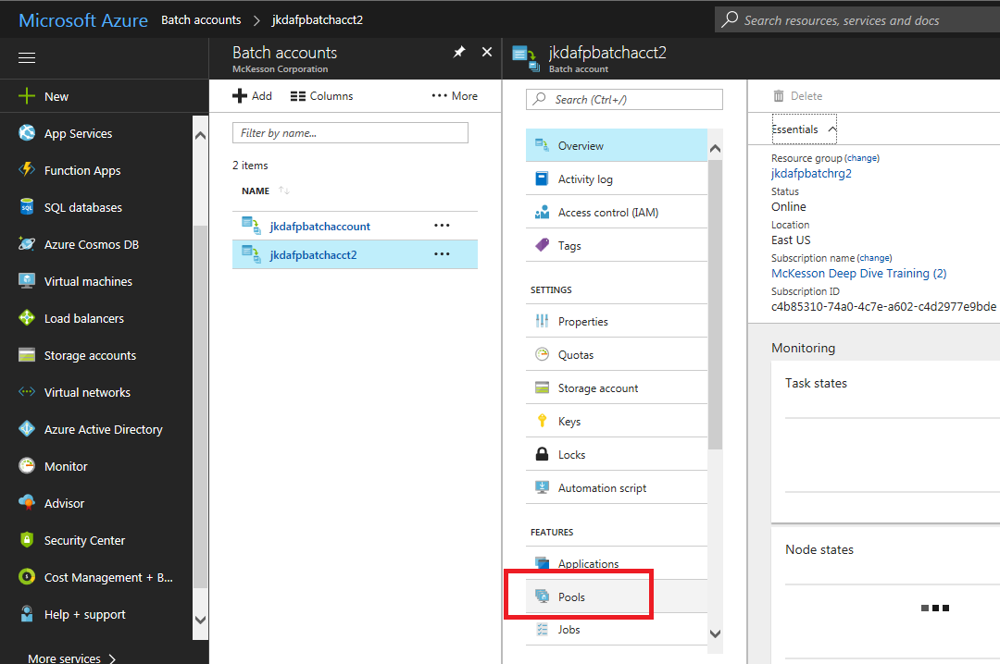 Microsoft Azure Batch accounts > jkdafpbatchacct2
Search resources, services and docs
New
App Services
Function Apps
SQL databases
Azure Cosmos DB
Virtual machines
Load balancers
Storage accounts
Virtual networks
Azure Active Directory
Monitor
Advisor
Security Center
Cost Management + B...
Help + support
More services >
Batch accounts
McKesson Corporation
Add Columns ... More
Filter by name...
2 items
NAME
jkdafpbatchaccount ...
jkdafpbatchacct2 ...
jkdafpbatchacct2
Batch account
Search (Ctrl+/)
Overview
Activity log
Access control (IAM)
Tags
SETTINGS
Properties
Quotas
Storage account
Keys
Locks
Automation script
FEATURES
Applications
Pools
Jobs
Delete
Essentials
Resource group (change)
jkdafpbatchrg2
Status
Online
Location
East US
Subscription name (change)
McKesson Deep Dive Training (2)
Subscription ID
c4b85310-74a0-4c7e-a602-c4d2977e9bde
Monitoring
Task states
Node states